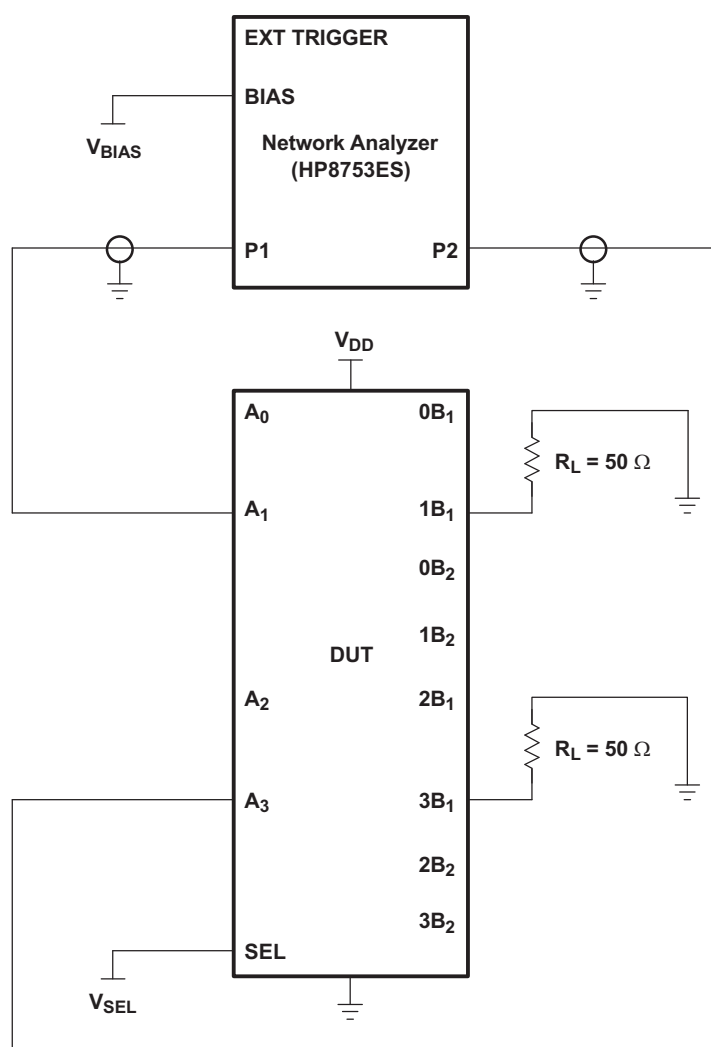 EXT TRIGGER
BIAS
V_BIAS
Network Analyzer
(HP8753ES)
P1
P2
V_DD
A_0
0B_1
R_L = 50 Ω
A_1
1B_1
0B_2
1B_2
DUT
A_2
2B_1
R_L = 50 Ω
A_3
3B_1
2B_2
3B_2
SEL
V_SEL